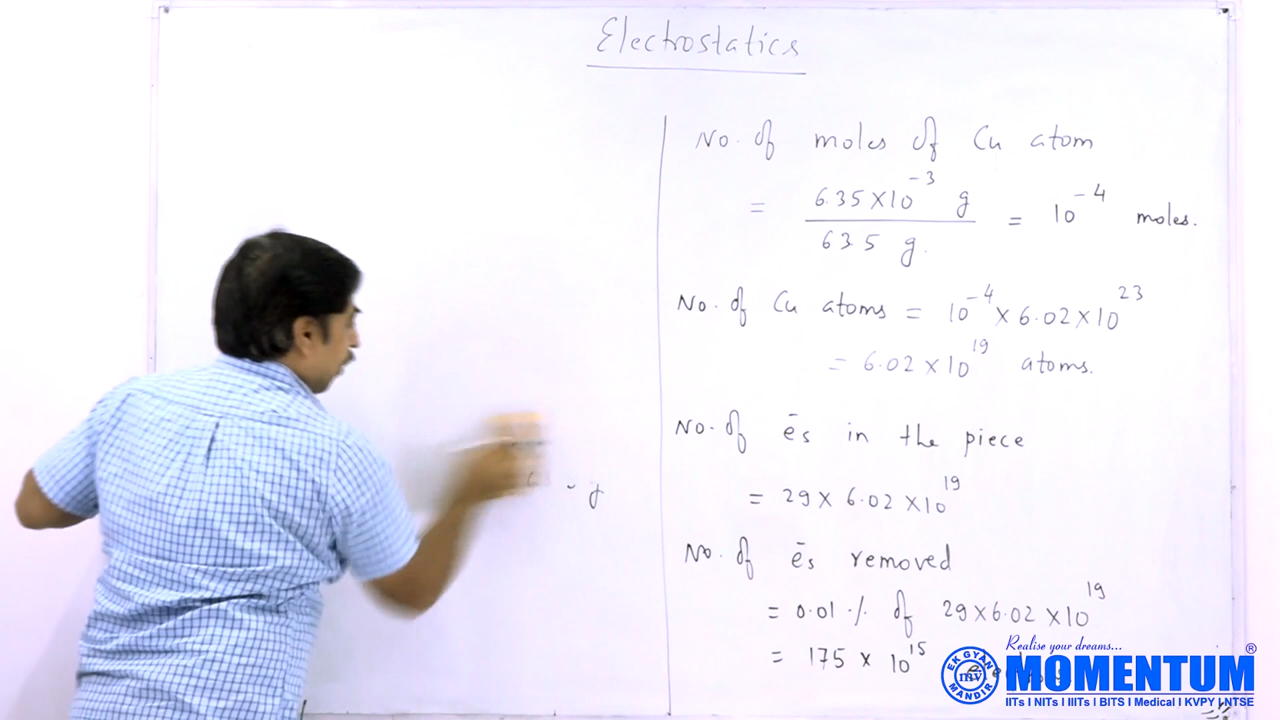 Electrostatics
No. of moles of Cu atom
= 6.35 × 10⁻³ g / 63.5 g. = 10⁻⁴ moles.
No. of Cu atoms = 10⁻⁴ × 6.02 × 10²³
= 6.02 × 10¹⁹ atoms.
No. of ēs in the piece
= 29 × 6.02 × 10¹⁹
No. of ēs removed
= 0.01 % of 29 × 6.02 × 10¹⁹
= 175 × 10¹⁵
Realise your dreams...
EK GYAN MANDIR
MOMENTUM®
IITs I NITs I IIITs I BITS I Medical I KVPY I NTSE